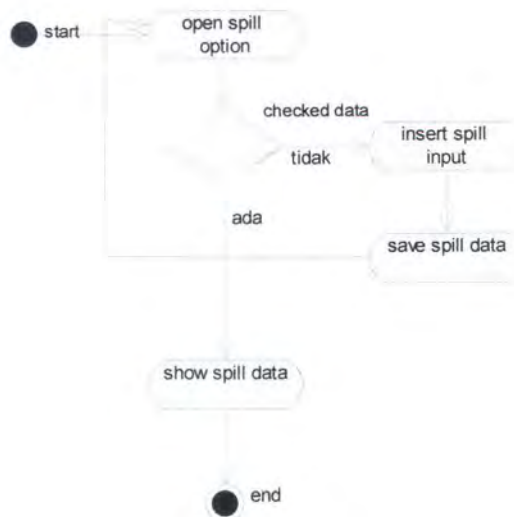 start
open spill
option
checked data
tidak
insert spill
input
ada
save spill data
show spill data
end